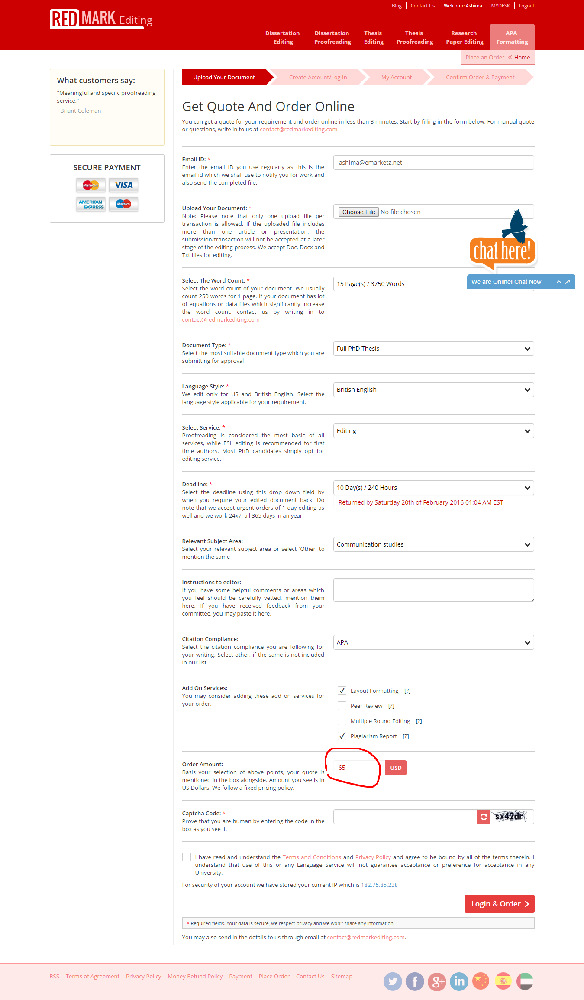 Blog
Contact Us
Welcome Ashima
MYDESK
Logout
RED MARK Editing
Dissertation
Editing
Dissertation
Proofreading
Thesis
Editing
Thesis
Proofreading
Research
Paper Editing
APA
Formatting
Place an Order « Home
What customers say:
"Meaningful and specifc proofreading
service."
- Briant Coleman
SECURE PAYMENT
MasterCard
VISA
AMERICAN
EXPRESS
Maestro
Upload Your Document
Create Account/Log In
My Account
Confirm Order & Payment
Get Quote And Order Online
You can get a quote for your requirement and order online in less than 3 minutes. Start by filling in the form below. For manual quote
or questions, write in to us at contact@redmarkediting.com
Email ID: *
Enter the email ID you use regularly as this is the
email id which we shall use to notify you for work and
also send the completed file.
ashima@emarketz.net
Upload Your Document: *
Note: Please note that only one upload file per
transaction is allowed. If the uploaded file includes
more than one article or presentation, the
submission/transaction will not be accepted at a later
stage of the editing process. We accept Doc, Docx and
Txt files for editing.
Choose File No file chosen
chat here!
We are Online! Chat Now
Select The Word Count: *
Select the word count of your document. We usually
count 250 words for 1 page. If your document has lot
of equations or data files which significantly increase
the word count, contact us by writing in to
contact@redmarkediting.com
15 Page(s) / 3750 Words
Document Type: *
Select the most suitable document type which you are
submitting for approval
Full PhD Thesis
Language Style: *
We edit only for US and British English. Select the
language style applicable for your requirement.
British English
Select Service: *
Proofreading is considered the most basic of all
services, while ESL editing is recommended for first
time authors. Most PhD candidates simply opt for
editing service.
Editing
Deadline: *
Select the deadline using this drop down field by
when you require your edited document back. Do
note that we accept urgent orders of 1 day editing as
well and we work 24x7, all 365 days in an year.
10 Day(s) / 240 Hours
Returned by Saturday 20th of February 2016 01:04 AM EST
Relevant Subject Area:
Select your relevant subject area or select 'Other' to
mention the same
Communication studies
Instructions to editor:
If you have some helpful comments or areas which
you feel should be carefully vetted, mention them
here. If you have received feedback from your
committee, you may paste it here.
Citation Compliance:
Select the citation compliance you are following for
your writing. Select other, if the same is not included
in our list.
APA
Add On Services:
You may consider adding these add on services for
your order.
Layout Formatting [?]
Peer Review [?]
Multiple Round Editing [?]
Plagiarism Report [?]
Order Amount:
Basis your selection of above points, your quote is
mentioned in the box alongside. Amount you see is in
US Dollars. We follow a fixed pricing policy.
65
USD
Captcha Code: *
Prove that you are human by entering the code in the
box as you see it.
sx42dr
I have read and understand the Terms and Conditions and Privacy Policy and agree to be bound by all of the terms therein. I
understand that use of this or any Language Service will not guarantee acceptance or preference for acceptance in any
University.
For security of your account we have stored your current IP which is 182.75.85.238
Login & Order
* Required fields. Your data is secure, we respect privacy and we won't share any information.
You may also send in the details to us through email at contact@redmarkediting.com.
RSS
Terms of Agreement
Privacy Policy
Money Refund Policy
Payment
Place Order
Contact Us
Sitemap
f
g+
in